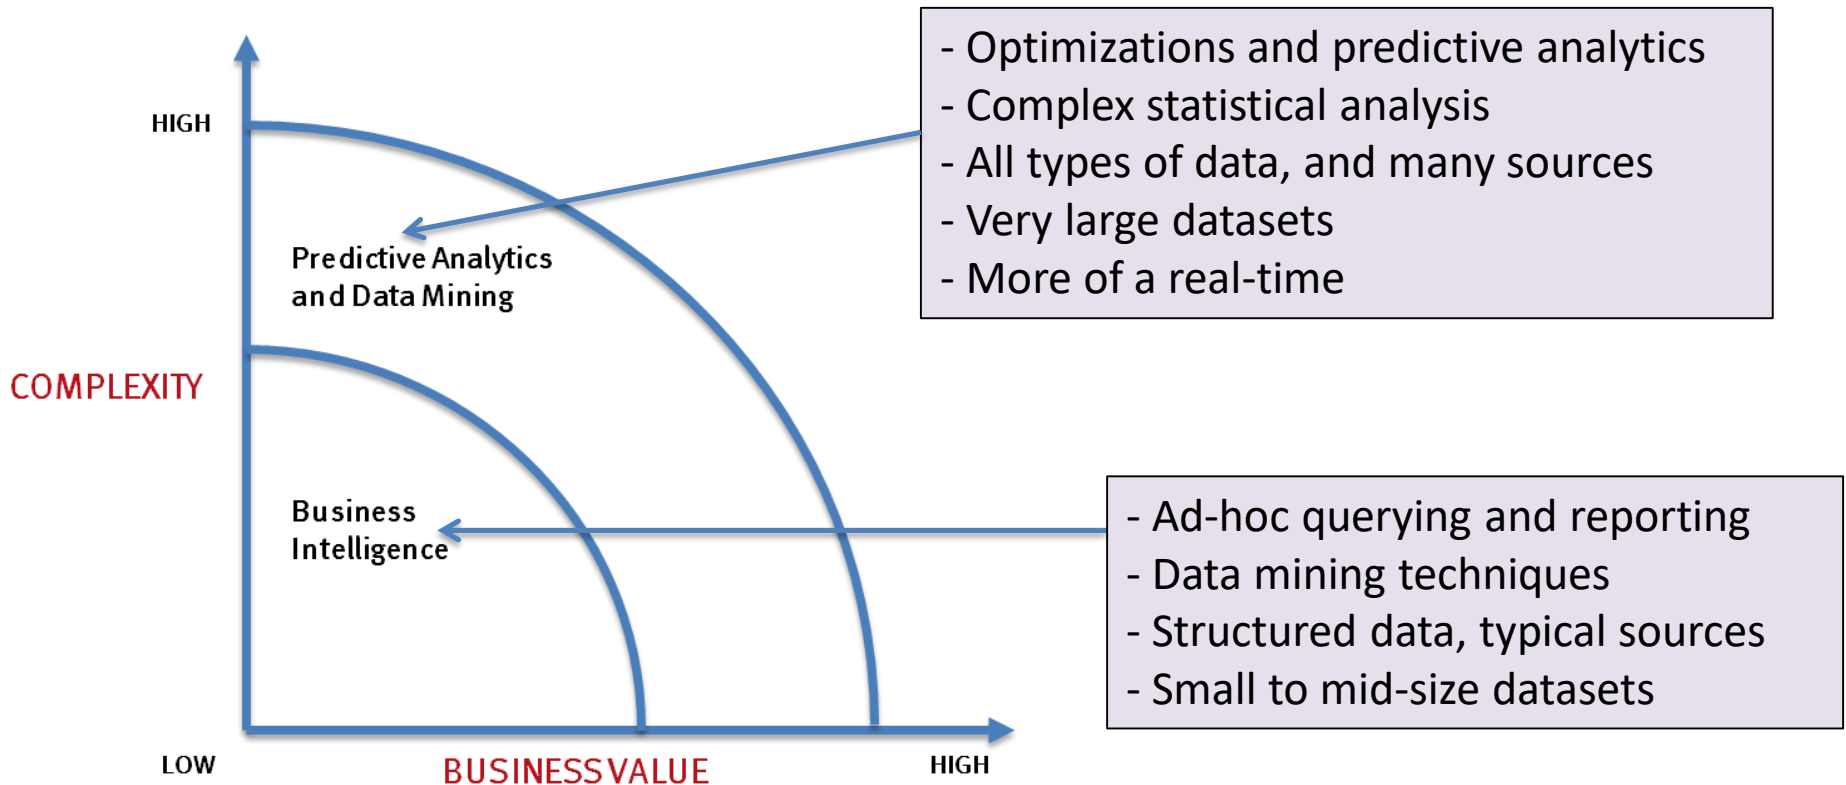 - Optimizations and predictive analytics
- Complex statistical analysis
- All types of data, and many sources
- Very large datasets
- More of a real-time
HIGH
Predictive Analytics
and Data Mining
COMPLEXITY
Business
Intelligence
- Ad-hoc querying and reporting
- Data mining techniques
- Structured data, typical sources
- Small to mid-size datasets
LOW
BUSINESS VALUE
HIGH